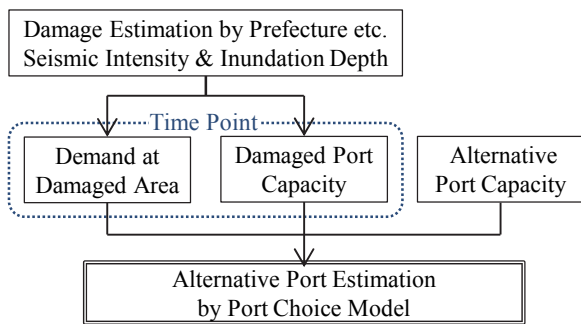 Damage Estimation by Prefecture etc.
Seismic Intensity & Inundation Depth
Time Point
Demand at
Damaged Area
Damaged Port
Capacity
Alternative
Port Capacity
Alternative Port Estimation
by Port Choice Model